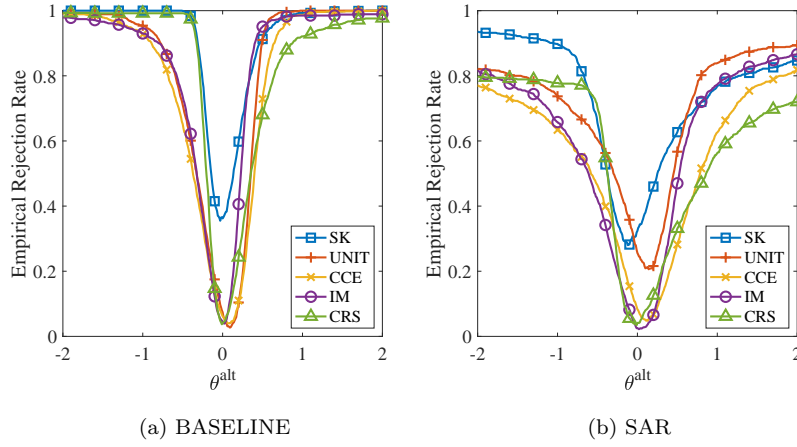 1
0.8
0.6
0.4
0.2
0
Empirical Rejection Rate
-2 -1 0 1 2
θ^alt
SK
UNIT
CCE
IM
CRS
(a) BASELINE
1
0.8
0.6
0.4
0.2
0
Empirical Rejection Rate
-2 -1 0 1 2
θ^alt
SK
UNIT
CCE
IM
CRS
(b) SAR